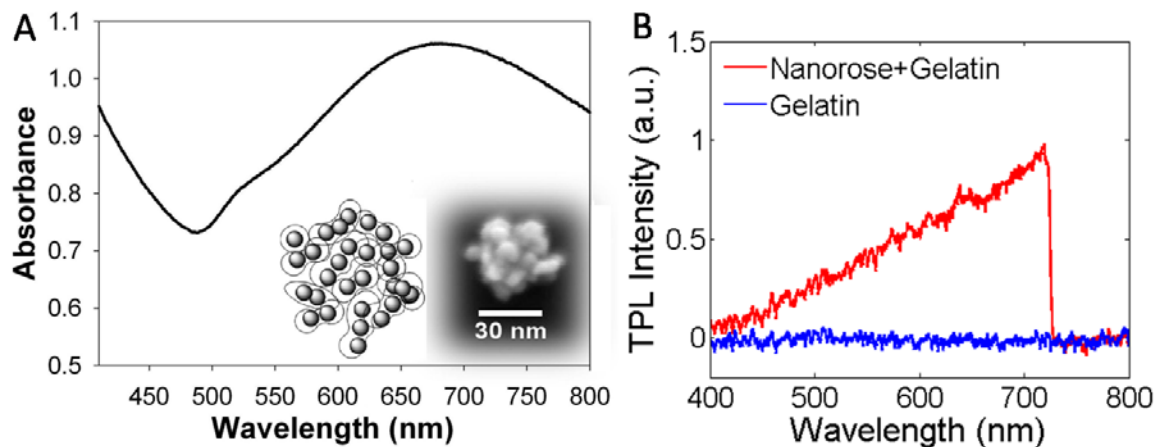 A
Absorbance
1.1
1.0
0.9
0.8
0.7
0.6
0.5
450 500 550 600 650 700 750 800
Wavelength (nm)
30 nm
B
TPL Intensity (a.u.)
1.5
1
0.5
0
400 500 600 700 800
Wavelength (nm)
Nanorose+Gelatin
Gelatin